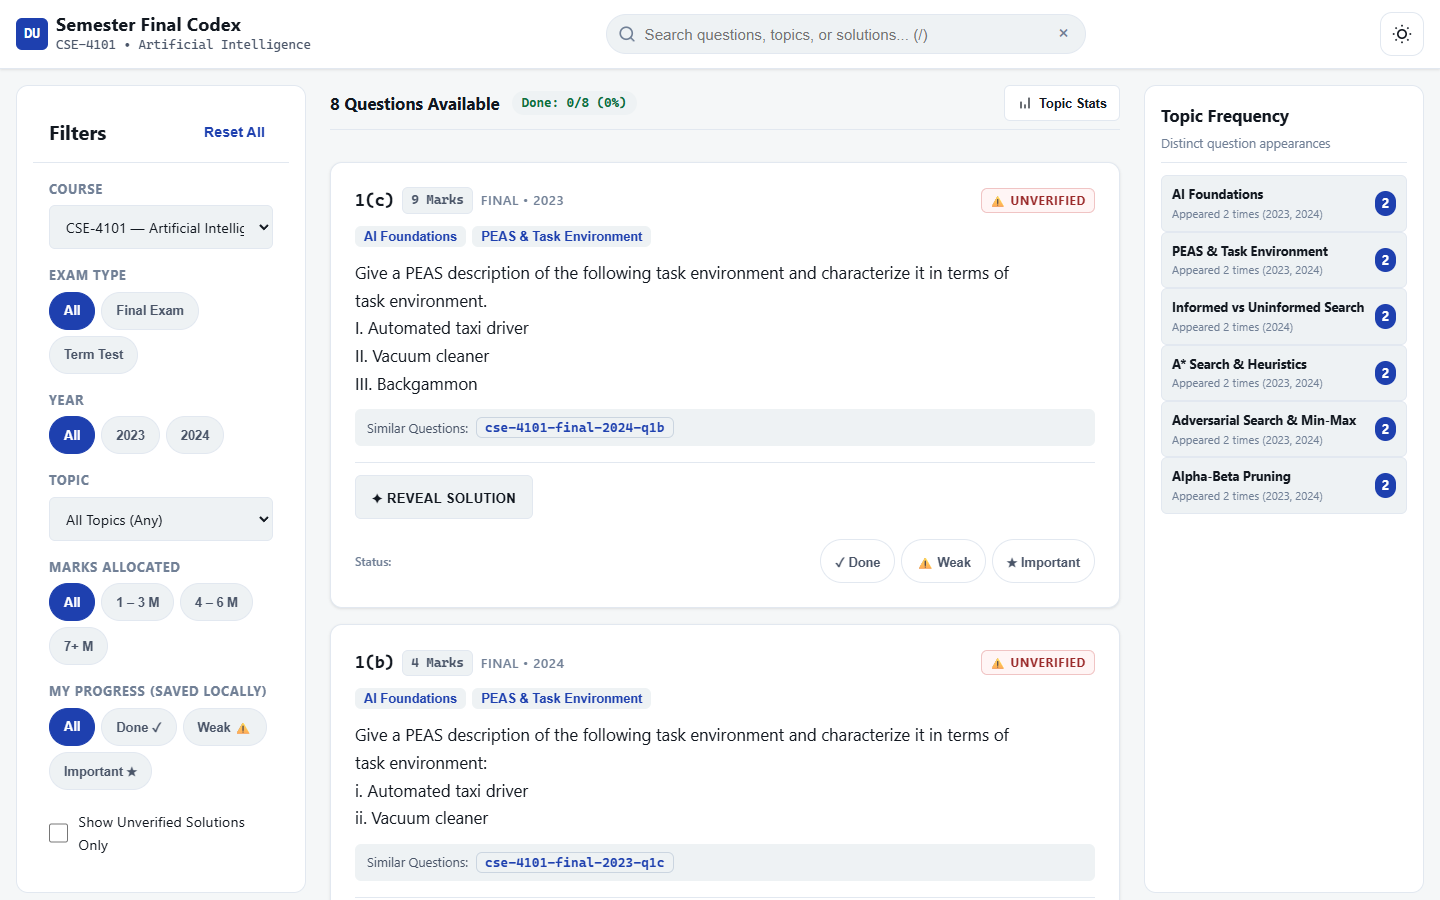 DU
Semester Final Codex
CSE-4101 • Artificial Intelligence
Search questions, topics, or solutions... (/)
×
Filters
Reset All
COURSE
CSE-4101 — Artificial Intellig
EXAM TYPE
All
Final Exam
Term Test
YEAR
All
2023
2024
TOPIC
All Topics (Any)
MARKS ALLOCATED
All
1 – 3 M
4 – 6 M
7+ M
MY PROGRESS (SAVED LOCALLY)
All
Done ✓
Weak ⚠
Important ★
Show Unverified Solutions
Only
8 Questions Available
Done: 0/8 (0%)
Topic Stats
1(c)
9 Marks
FINAL • 2023
⚠ UNVERIFIED
AI Foundations
PEAS & Task Environment
Give a PEAS description of the following task environment and characterize it in terms of
task environment.
I. Automated taxi driver
II. Vacuum cleaner
III. Backgammon
Similar Questions:
cse-4101-final-2024-q1b
✦ REVEAL SOLUTION
Status:
✓ Done
⚠ Weak
★ Important
1(b)
4 Marks
FINAL • 2024
⚠ UNVERIFIED
AI Foundations
PEAS & Task Environment
Give a PEAS description of the following task environment and characterize it in terms of
task environment:
i. Automated taxi driver
ii. Vacuum cleaner
Similar Questions:
cse-4101-final-2023-q1c
Topic Frequency
Distinct question appearances
AI Foundations
Appeared 2 times (2023, 2024)
2
PEAS & Task Environment
Appeared 2 times (2023, 2024)
2
Informed vs Uninformed Search
Appeared 2 times (2024)
2
A* Search & Heuristics
Appeared 2 times (2023, 2024)
2
Adversarial Search & Min-Max
Appeared 2 times (2023, 2024)
2
Alpha-Beta Pruning
Appeared 2 times (2023, 2024)
2